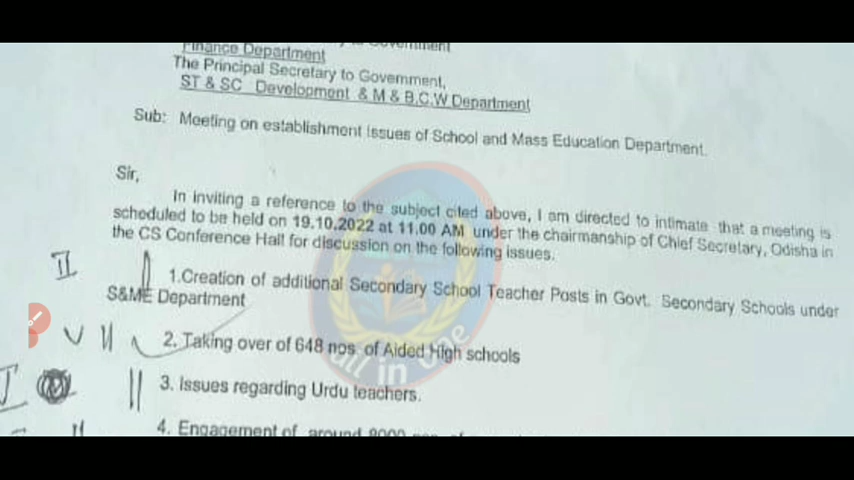 Finance Department
The Principal Secretary to Government,
ST & SC Development & M & B.C.W Department
Sub: Meeting on establishment issues of School and Mass Education Department.
Sir,
In inviting a reference to the subject cited above, I am directed to intimate that a meeting is
scheduled to be held on 19.10.2022 at 11.00 AM under the chairmanship of Chief Secretary, Odisha in
the CS Conference Hall for discussion on the following issues.
II
1.Creation of additional Secondary School Teacher Posts in Govt. Secondary Schools under
S&ME Department
2. Taking over of 648 nos. of Aided High schools
3. Issues regarding Urdu teachers.
4. Engagement of around 8000
all in one